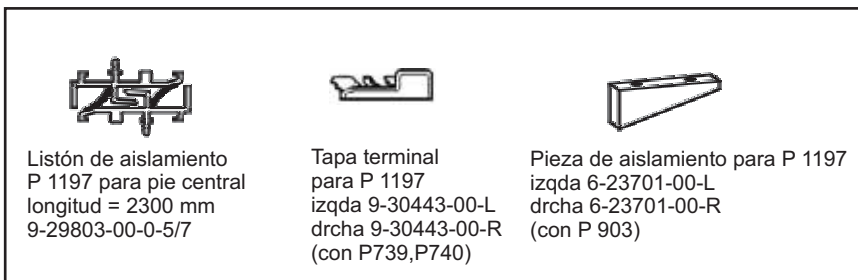 Listón de aislamiento
P 1197 para pie central
longitud = 2300 mm
9-29803-00-0-5/7
Tapa terminal
para P 1197
izqda 9-30443-00-L
drcha 9-30443-00-R
(con P739,P740)
Pieza de aislamiento para P 1197
izqda 6-23701-00-L
drcha 6-23701-00-R
(con P 903)